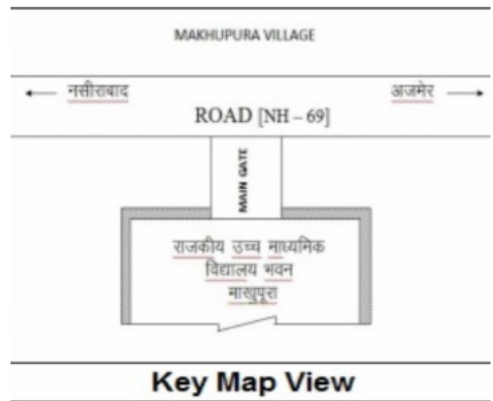 MAKHUPURA VILLAGE
← नसीराबाद अजमेर →
ROAD [NH – 69]
MAIN GATE
राजकीय उच्च माध्यमिक
विद्यालय भवन
माखुपुरा
Key Map View